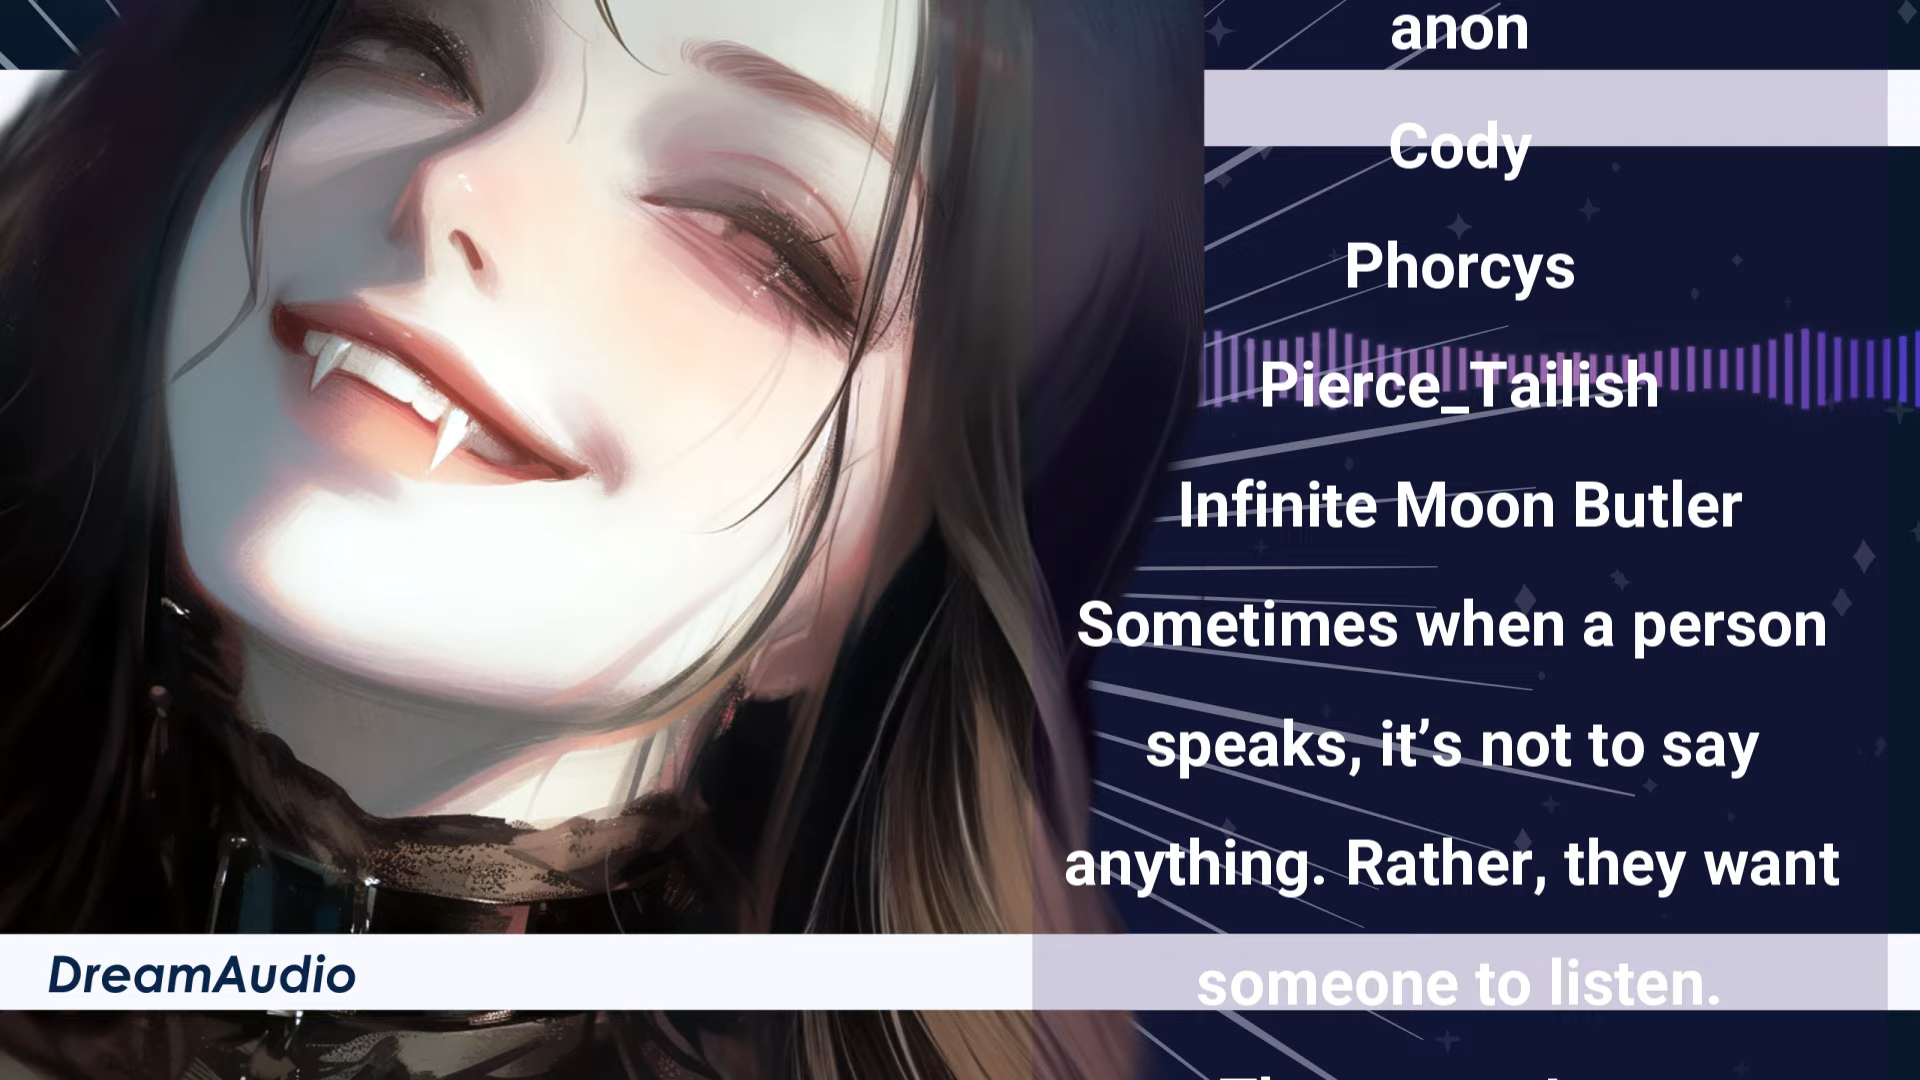 anon
Cody
Phorcys
Pierce_Tailish
Infinite Moon Butler
Sometimes when a person
speaks, it’s not to say
anything. Rather, they want
someone to listen.
DreamAudio